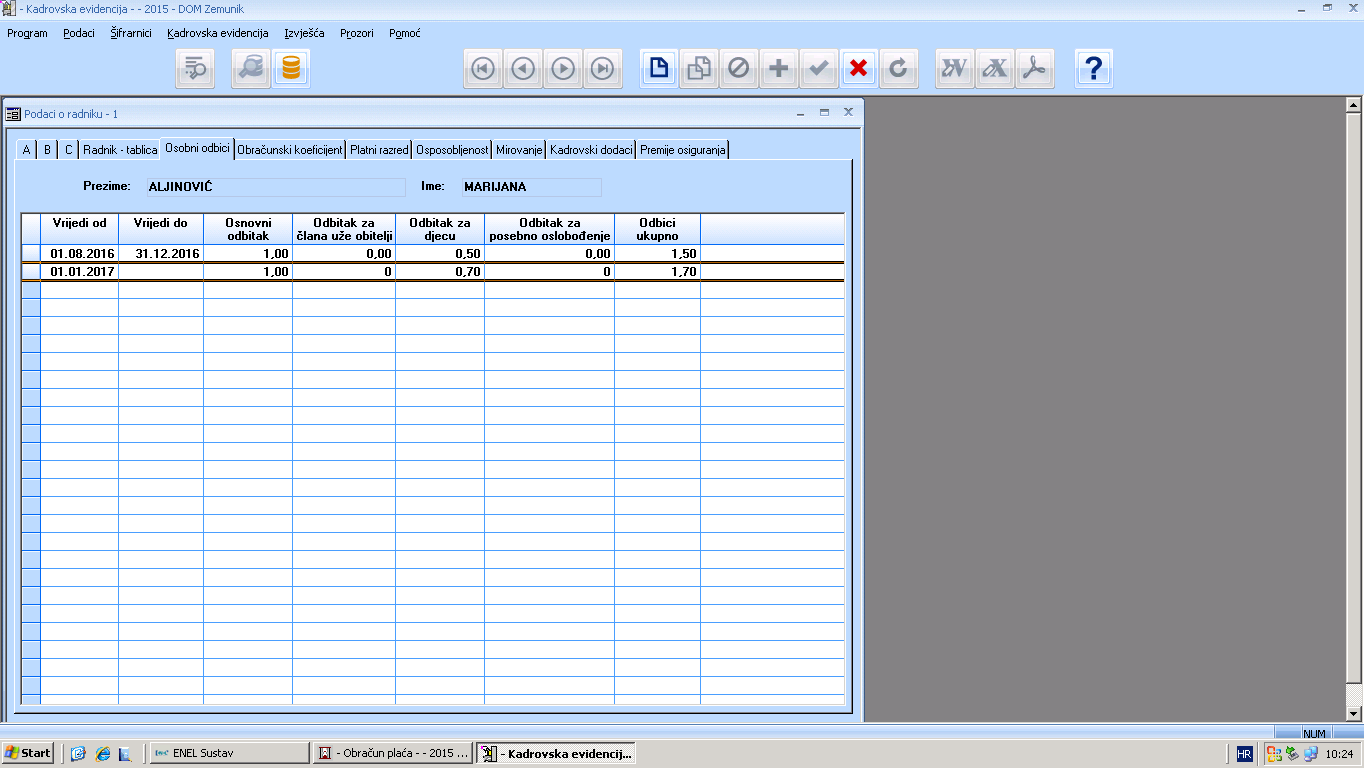 - Kadrovska evidencija - - 2015 - DOM Zemunik
Program Podaci Šifrarnici Kadrovska evidencija Izvješća Prozori Pomoć
W X ?
Podaci o radniku - 1
A B C Radnik - tablica Osobni odbici Obračunski koeficijent Platni razred Osposobljenost Mirovanje Kadrovski dodaci Premije osiguranja
Prezime: ALJINOVIĆ Ime: MARIJANA
Vrijedi od Vrijedi do Osnovni Odbitak za Odbitak za Odbitak za Odbici
odbitak člana uže obitelji djecu posebno oslobođenje ukupno
01.08.2016 31.12.2016 1,00 0,00 0,50 0,00 1,50
01.01.2017 1,00 0 0,70 0 1,70
NUM
Start ENEL Sustav - Obračun plaća - - 2015 ... - Kadrovska evidencij... HR 10:24